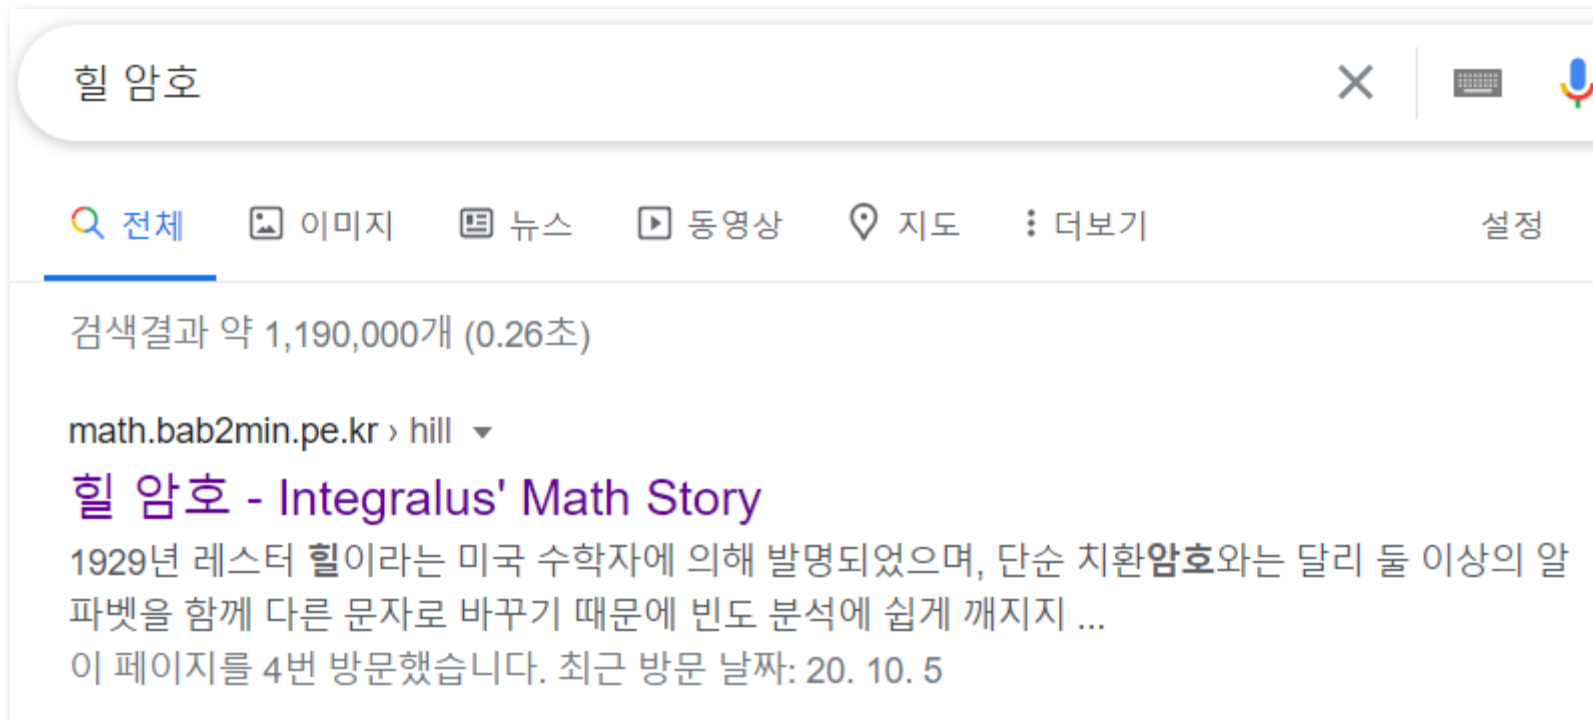 힐 암호
전체 이미지 뉴스 동영상 지도 더보기 설정
검색결과 약 1,190,000개 (0.26초)
math.bab2min.pe.kr › hill
힐 암호 - Integralus' Math Story
1929년 레스터 힐이라는 미국 수학자에 의해 발명되었으며, 단순 치환암호와는 달리 둘 이상의 알
파벳을 함께 다른 문자로 바꾸기 때문에 빈도 분석에 쉽게 깨지지 ...
이 페이지를 4번 방문했습니다. 최근 방문 날짜: 20. 10. 5